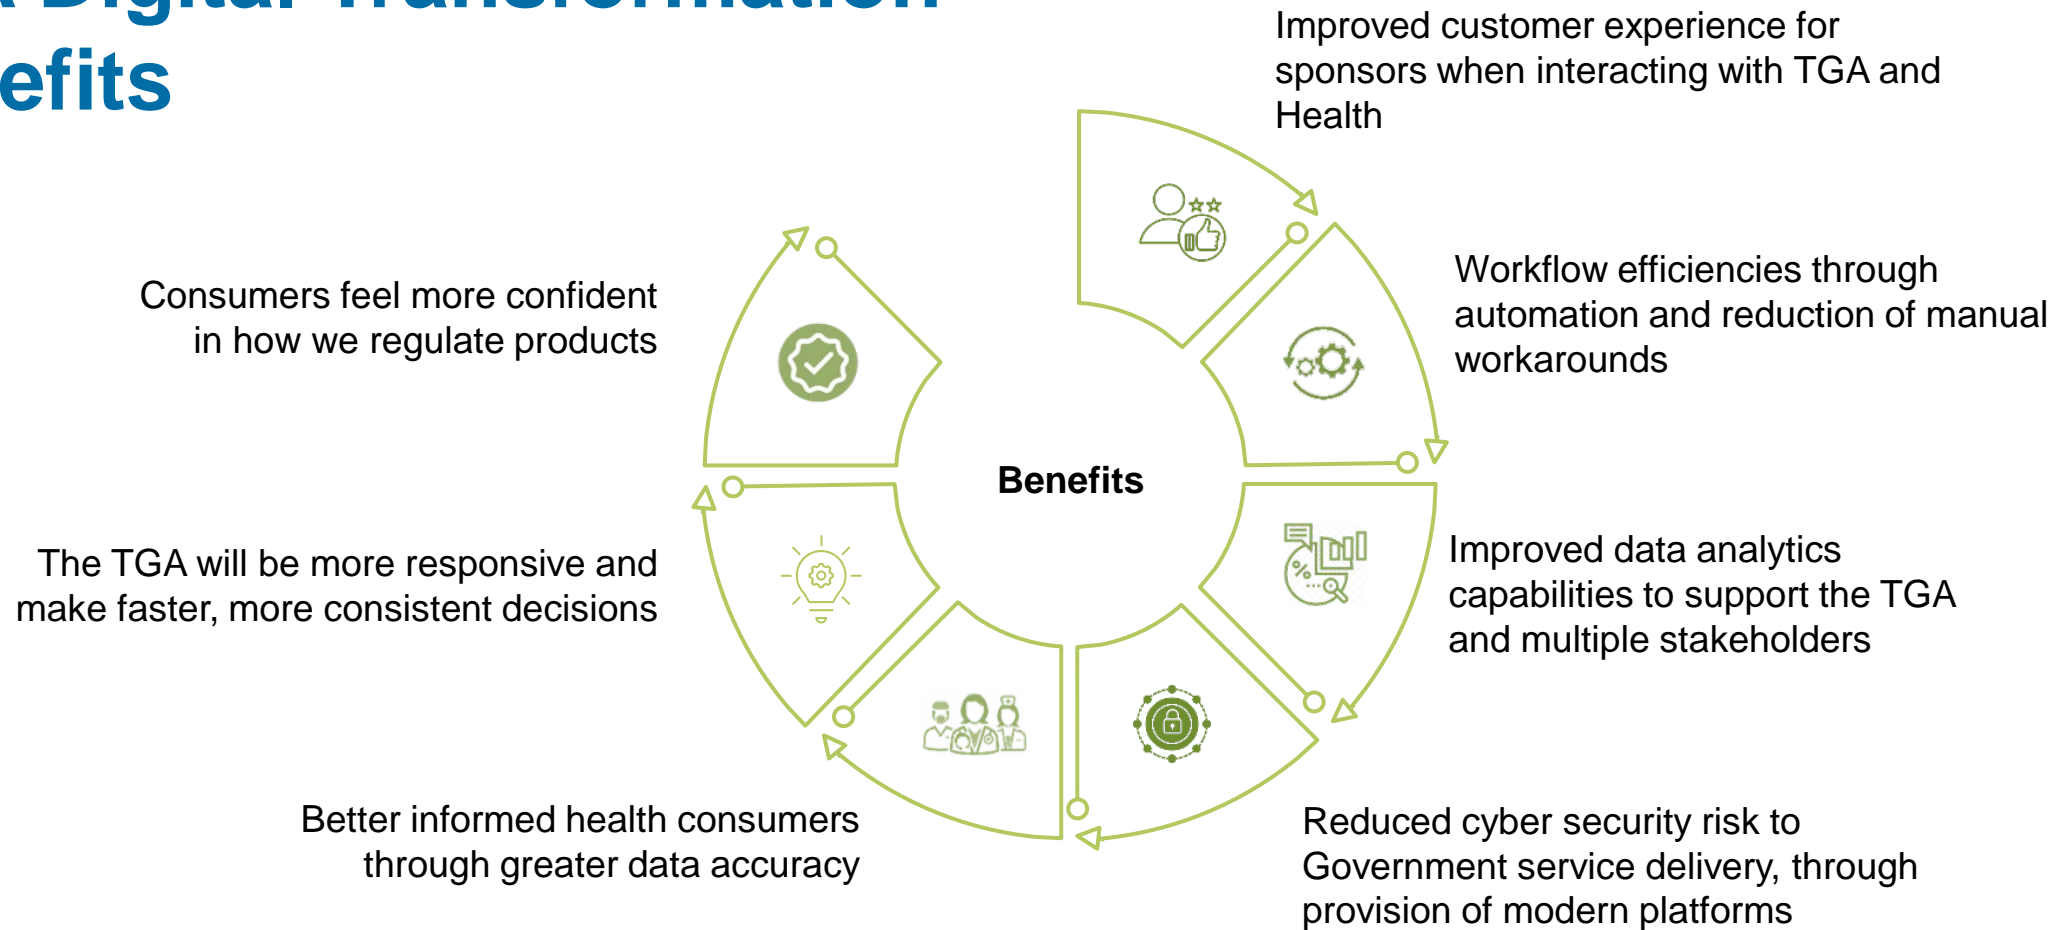 Digital Transformation
efits
Improved customer experience for
sponsors when interacting with TGA and
Health
Workflow efficiencies through
automation and reduction of manual
workarounds
Improved data analytics
capabilities to support the TGA
and multiple stakeholders
Reduced cyber security risk to
Government service delivery, through
provision of modern platforms
Better informed health consumers
through greater data accuracy
The TGA will be more responsive and
make faster, more consistent decisions
Consumers feel more confident
in how we regulate products
Benefits
%